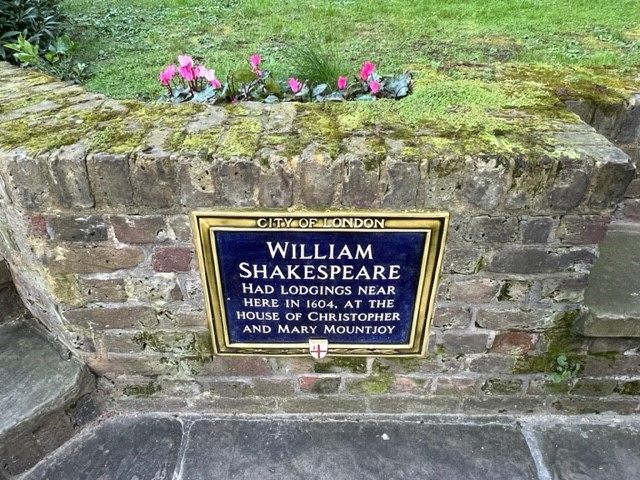 CITY OF LONDON
WILLIAM
SHAKESPEARE
HAD LODGINGS NEAR
HERE IN 1604, AT THE
HOUSE OF CHRISTOPHER
AND MARY MOUNTJOY